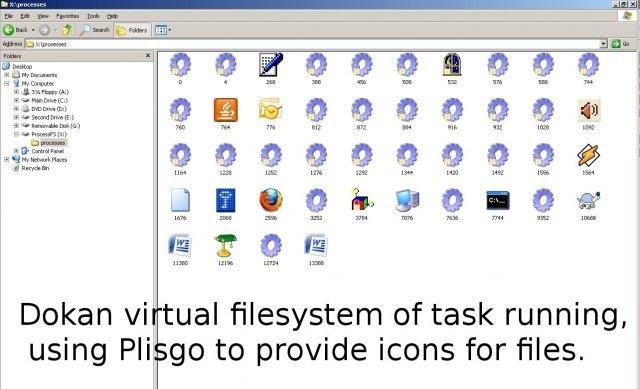 X:\processes
File Edit View Favorites Tools Help
Back Search Folders
Address X:\processes Go
Folders
Desktop
My Documents
My Computer
3½ Floppy (A:)
Main Drive (C:)
DVD Drive (D:)
Second Drive (E:)
Removable Disk (G:)
ProcessFS (X:)
processes
Control Panel
My Network Places
Recycle Bin
0 4 268 388 456 508 532 576 588 744
760 764 776 812 872 884 916 932 1028 1092
1164 1228 1252 1276 1292 1344 1420 1492 1556 1564
1676 2068 2596 3252 3784 7076 7636 7744 9352 10688
11380 12196 12724 13388
Dokan virtual filesystem of task running,
using Plisgo to provide icons for files.